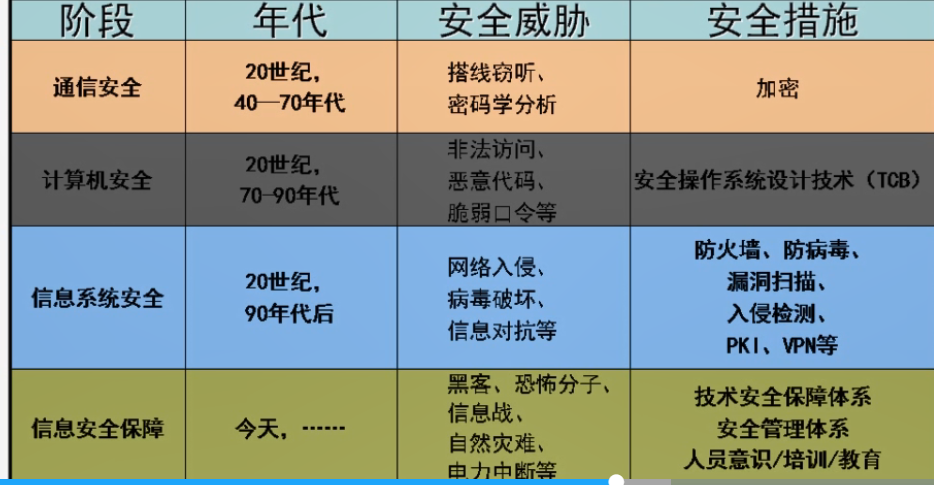 阶段
年代
安全威胁
安全措施
通信安全
20世纪，
40—70年代
搭线窃听、
密码学分析
加密
计算机安全
20世纪，
70-90年代
非法访问、
恶意代码、
脆弱口令等
安全操作系统设计技术（TCB）
信息系统安全
20世纪，
90年代后
网络入侵、
病毒破坏、
信息对抗等
防火墙、防病毒、
漏洞扫描、
入侵检测、
PKI、VPN等
信息安全保障
今天，……
黑客、恐怖分子、
信息战、
自然灾难、
电力中断等
技术安全保障体系
安全管理体系
人员意识/培训/教育